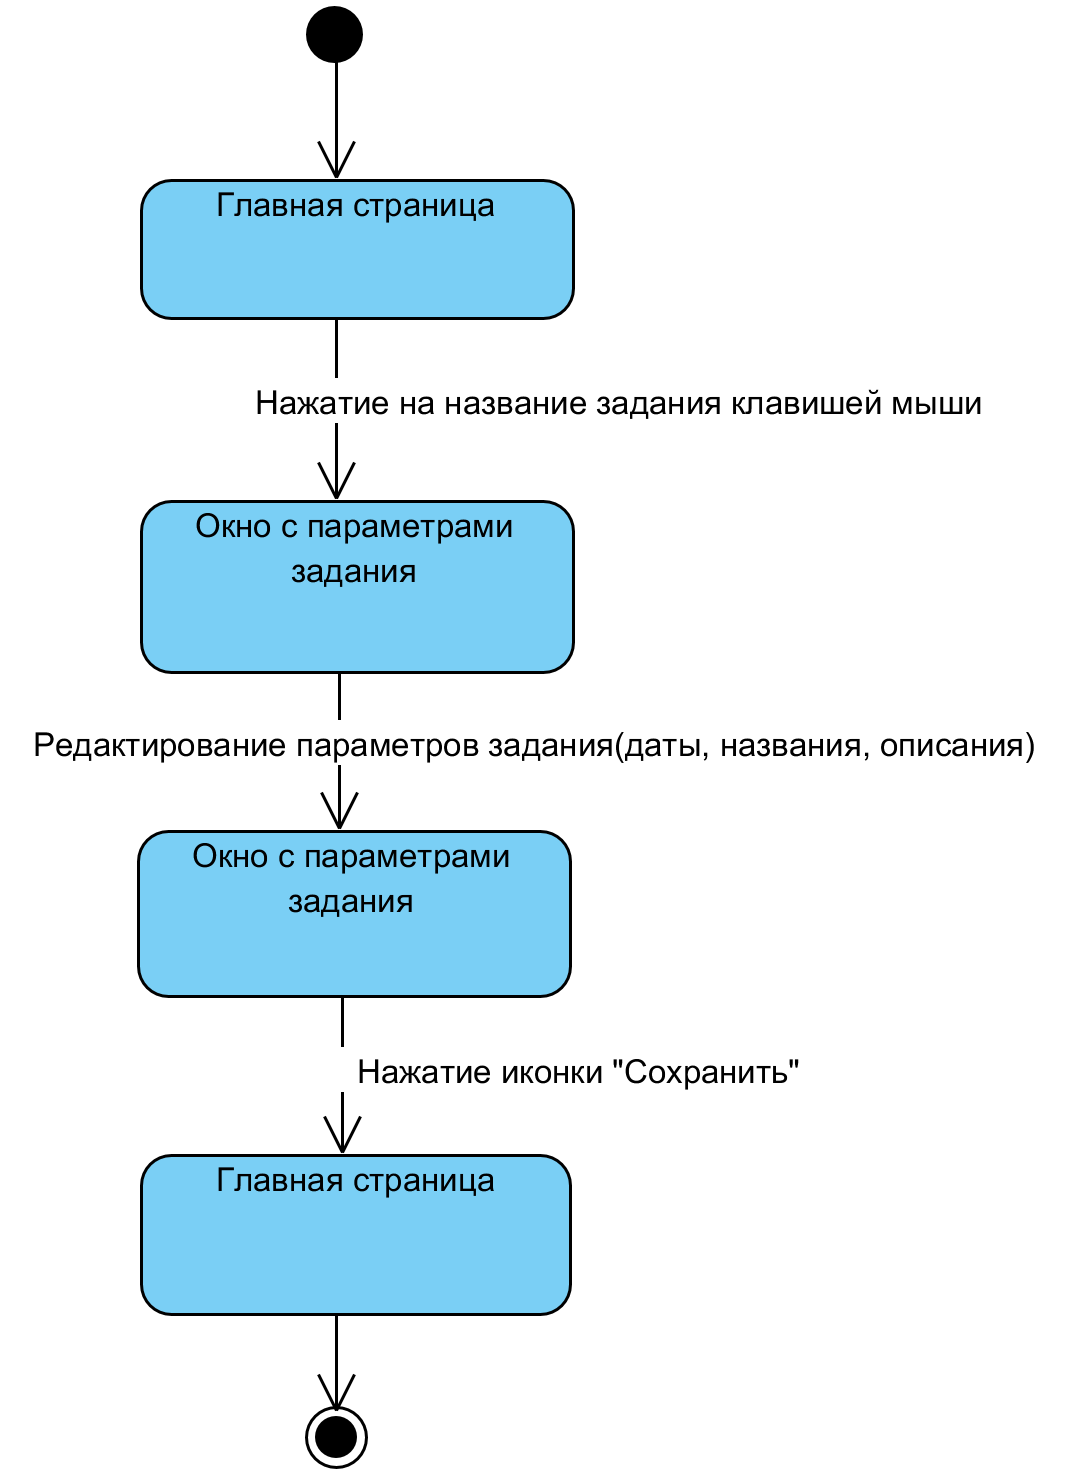 Главная страница
Нажатие на название задания клавишей мыши
Окно с параметрами
задания
Редактирование параметров задания(даты, названия, описания)
Окно с параметрами
задания
Нажатие иконки "Сохранить"
Главная страница